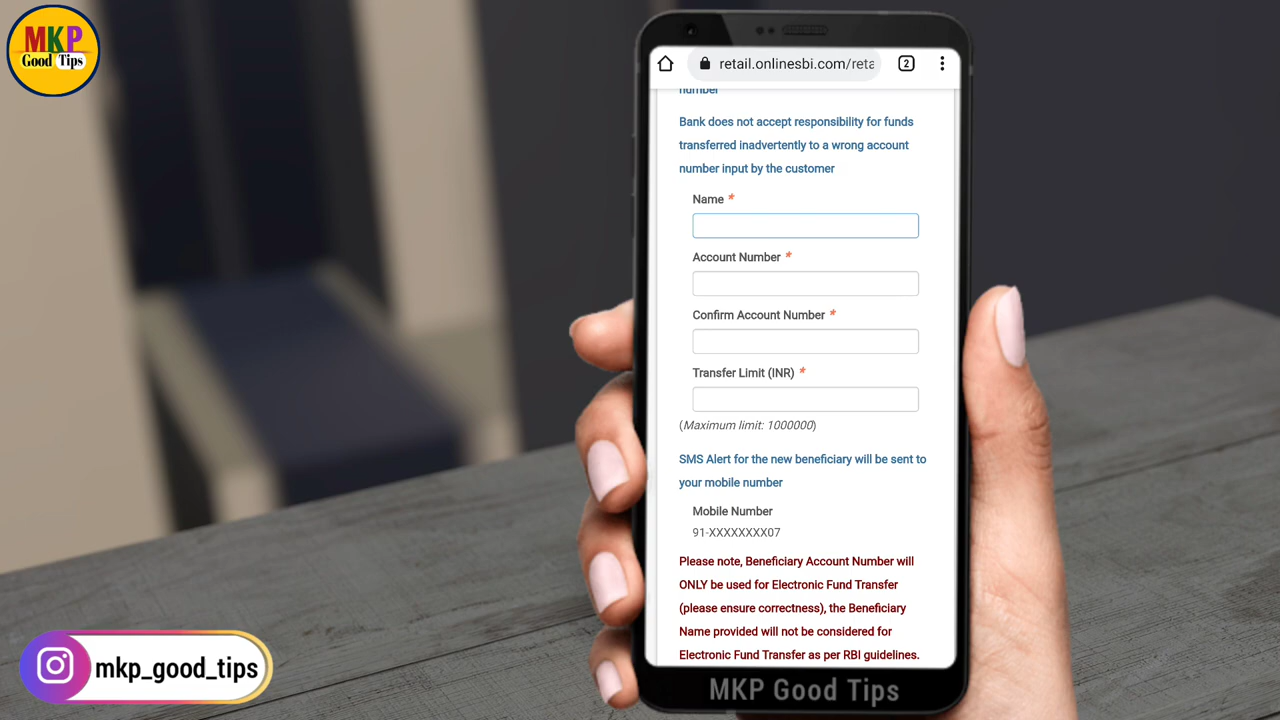 MKP
Good Tips
retail.onlinesbi.com/reta
2
number
Bank does not accept responsibility for funds
transferred inadvertently to a wrong account
number input by the customer
Name *
Account Number *
Confirm Account Number *
Transfer Limit (INR) *
(Maximum limit: 1000000)
SMS Alert for the new beneficiary will be sent to
your mobile number
Mobile Number
91-XXXXXXXX07
Please note, Beneficiary Account Number will
ONLY be used for Electronic Fund Transfer
(please ensure correctness), the Beneficiary
Name provided will not be considered for
Electronic Fund Transfer as per RBI guidelines.
mkp_good_tips
MKP Good Tips